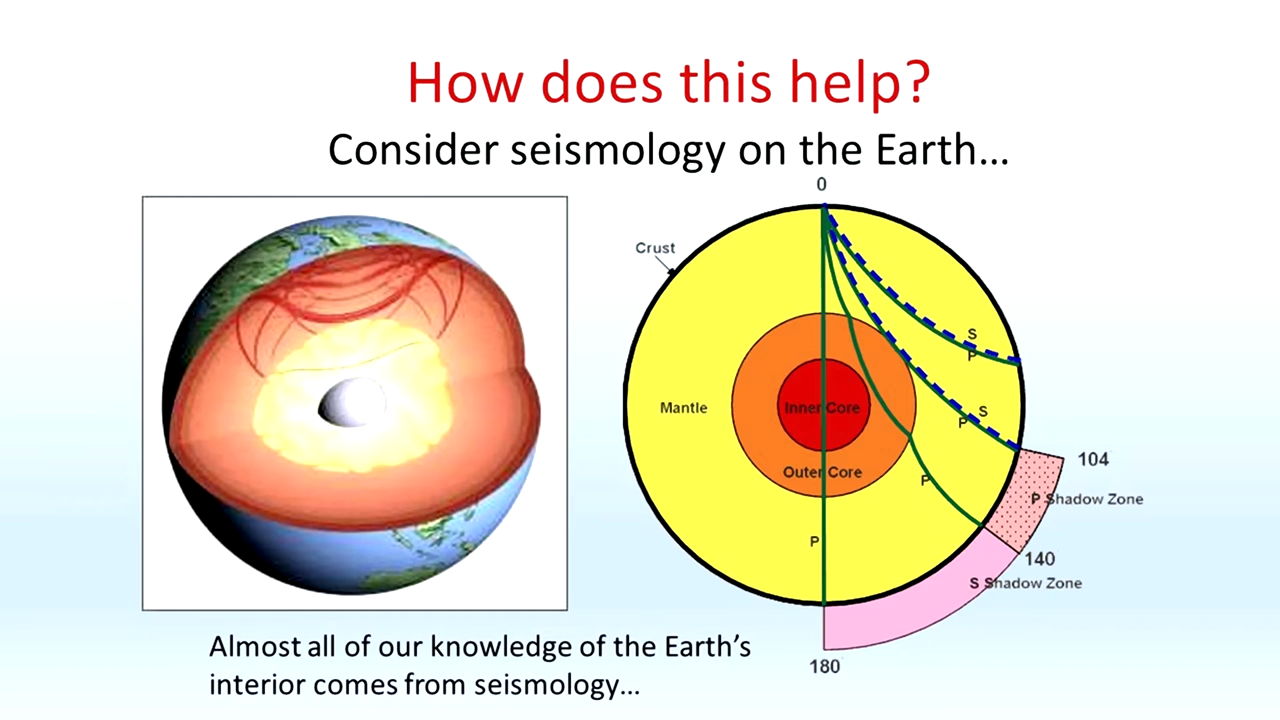 How does this help?
Consider seismology on the Earth...
0
Crust
S
P
Mantle
Inner Core
S
P
Outer Core
P
104
P Shadow Zone
P
140
S Shadow Zone
180
Almost all of our knowledge of the Earth's
interior comes from seismology...